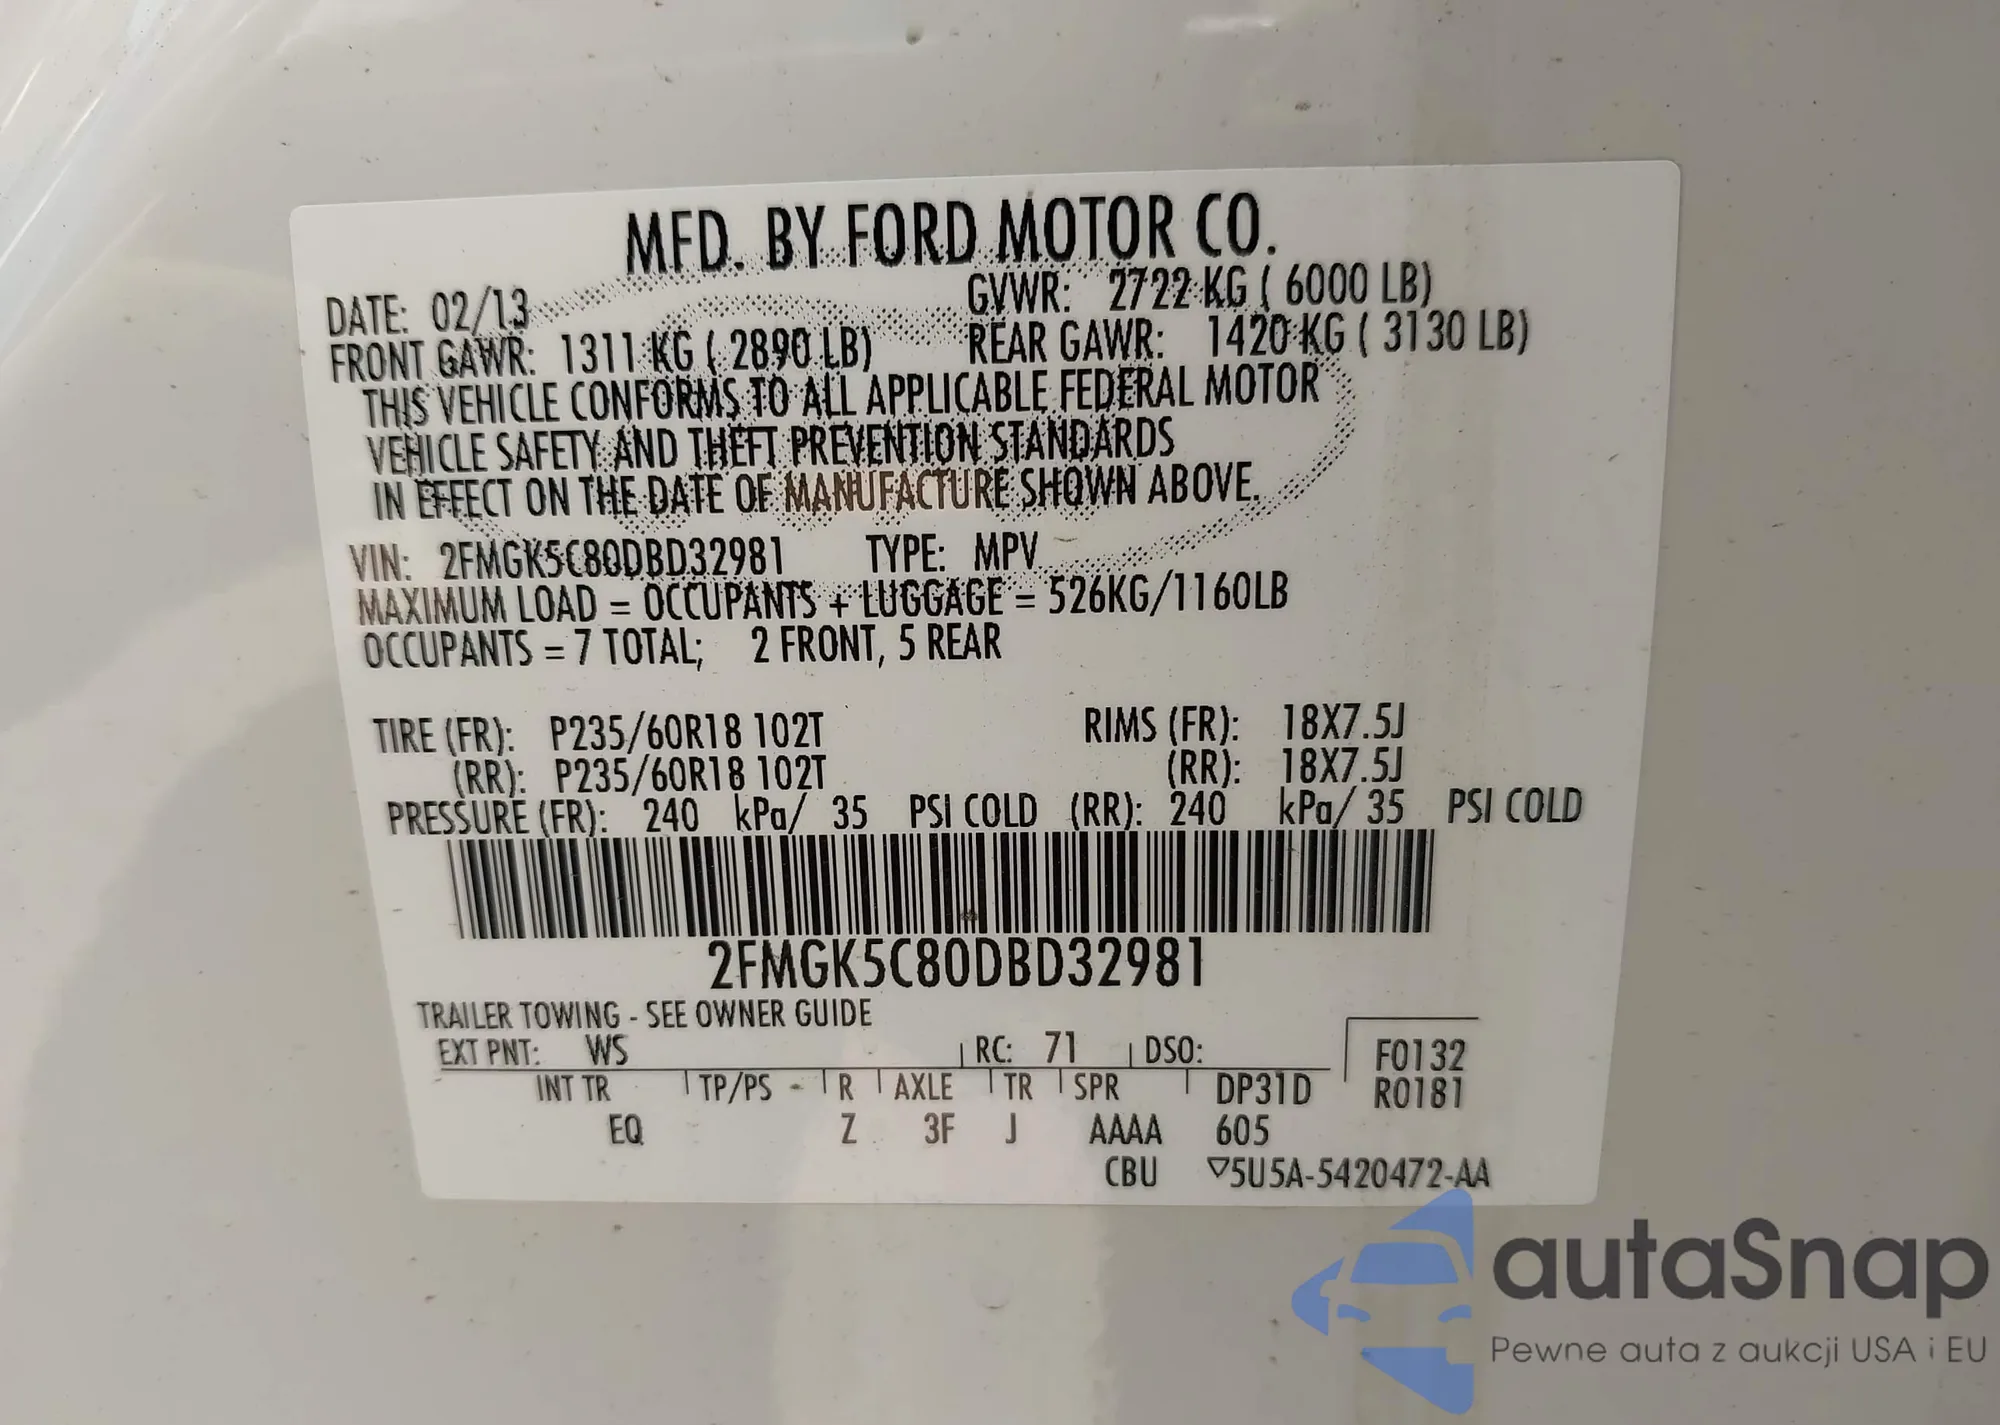 MFD. BY FORD MOTOR CO.
DATE: 02/13 GVWR: 2722 KG ( 6000 LB)
FRONT GAWR: 1311 KG ( 2890 LB) REAR GAWR: 1420 KG ( 3130 LB)
THIS VEHICLE CONFORMS TO ALL APPLICABLE FEDERAL MOTOR
VEHICLE SAFETY AND THEFT PREVENTION STANDARDS
IN EFFECT ON THE DATE OF MANUFACTURE SHOWN ABOVE.
VIN: 2FMGK5C80DBD32981 TYPE: MPV
MAXIMUM LOAD = OCCUPANTS + LUGGAGE = 526KG/1160LB
OCCUPANTS = 7 TOTAL; 2 FRONT, 5 REAR
TIRE (FR): P235/60R18 102T RIMS (FR): 18X7.5J
(RR): P235/60R18 102T (RR): 18X7.5J
PRESSURE (FR): 240 kPa/ 35 PSI COLD (RR): 240 kPa/ 35 PSI COLD
2FMGK5C80DBD32981
TRAILER TOWING - SEE OWNER GUIDE
EXT PNT: WS RC: 71 DSO: F0132
INT TR TP/PS R AXLE TR SPR DP31D R0181
EQ Z 3F J AAAA 605
CBU ▽5U5A-5420472-AA
autaSnap
Pewne auta z aukcji USA i EU